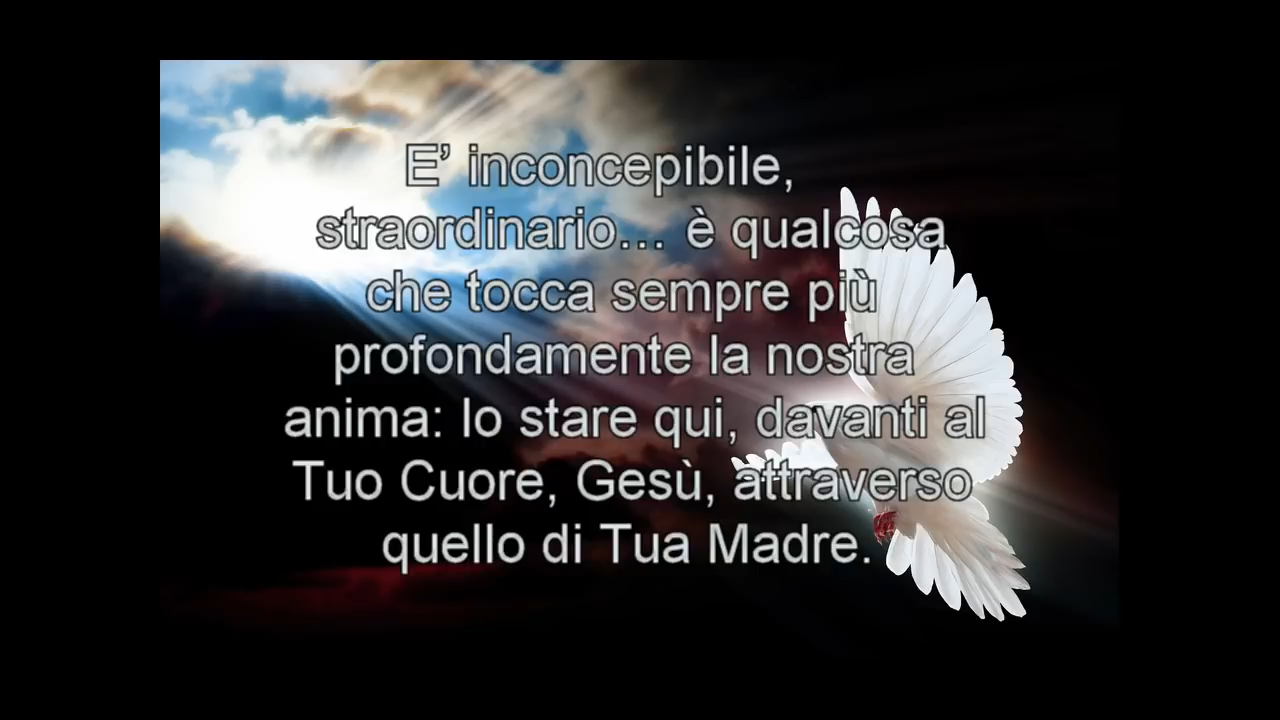 E’ inconcepibile,
straordinario… è qualcosa
che tocca sempre più
profondamente la nostra
anima: lo stare qui, davanti al
Tuo Cuore, Gesù, attraverso
quello di Tua Madre.